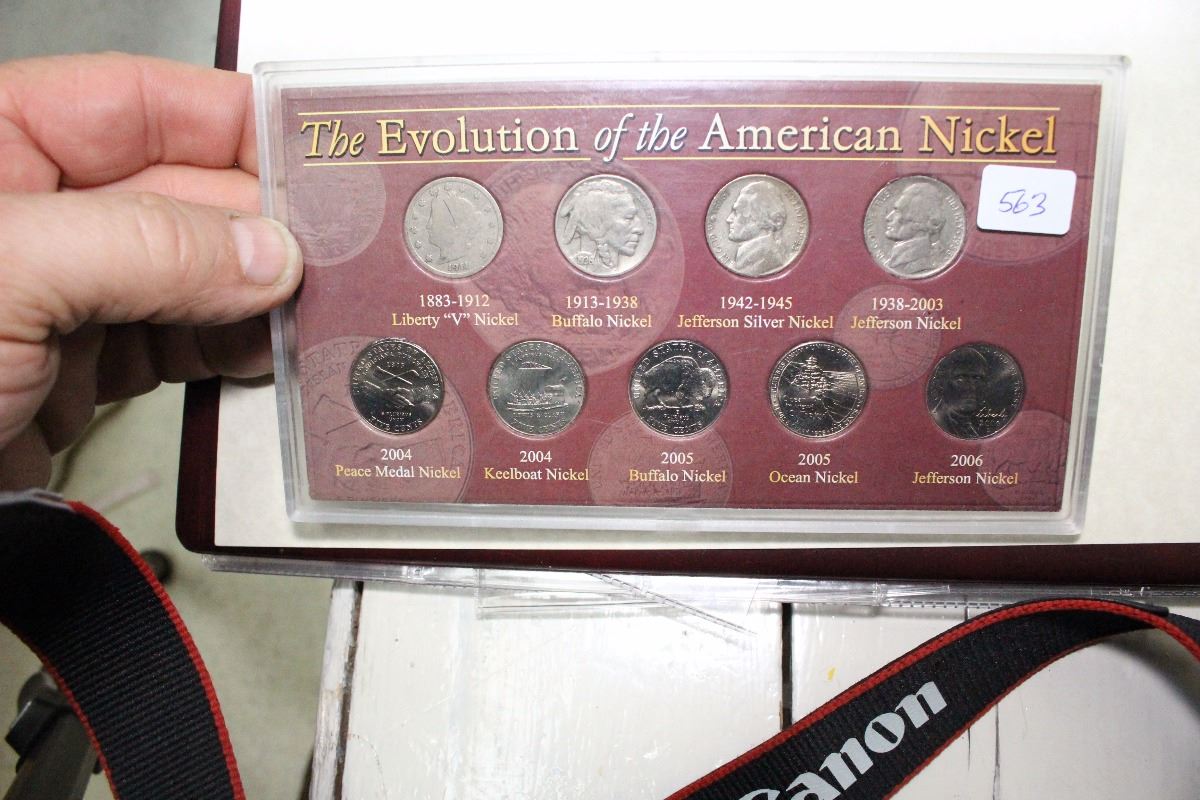 The Evolution of the American Nickel
563
1883-1912
Liberty "V" Nickel
1913-1938
Buffalo Nickel
1942-1945
Jefferson Silver Nickel
1938-2003
Jefferson Nickel
2004
Peace Medal Nickel
2004
Keelboat Nickel
2005
Buffalo Nickel
2005
Ocean Nickel
2006
Jefferson Nickel
Canon